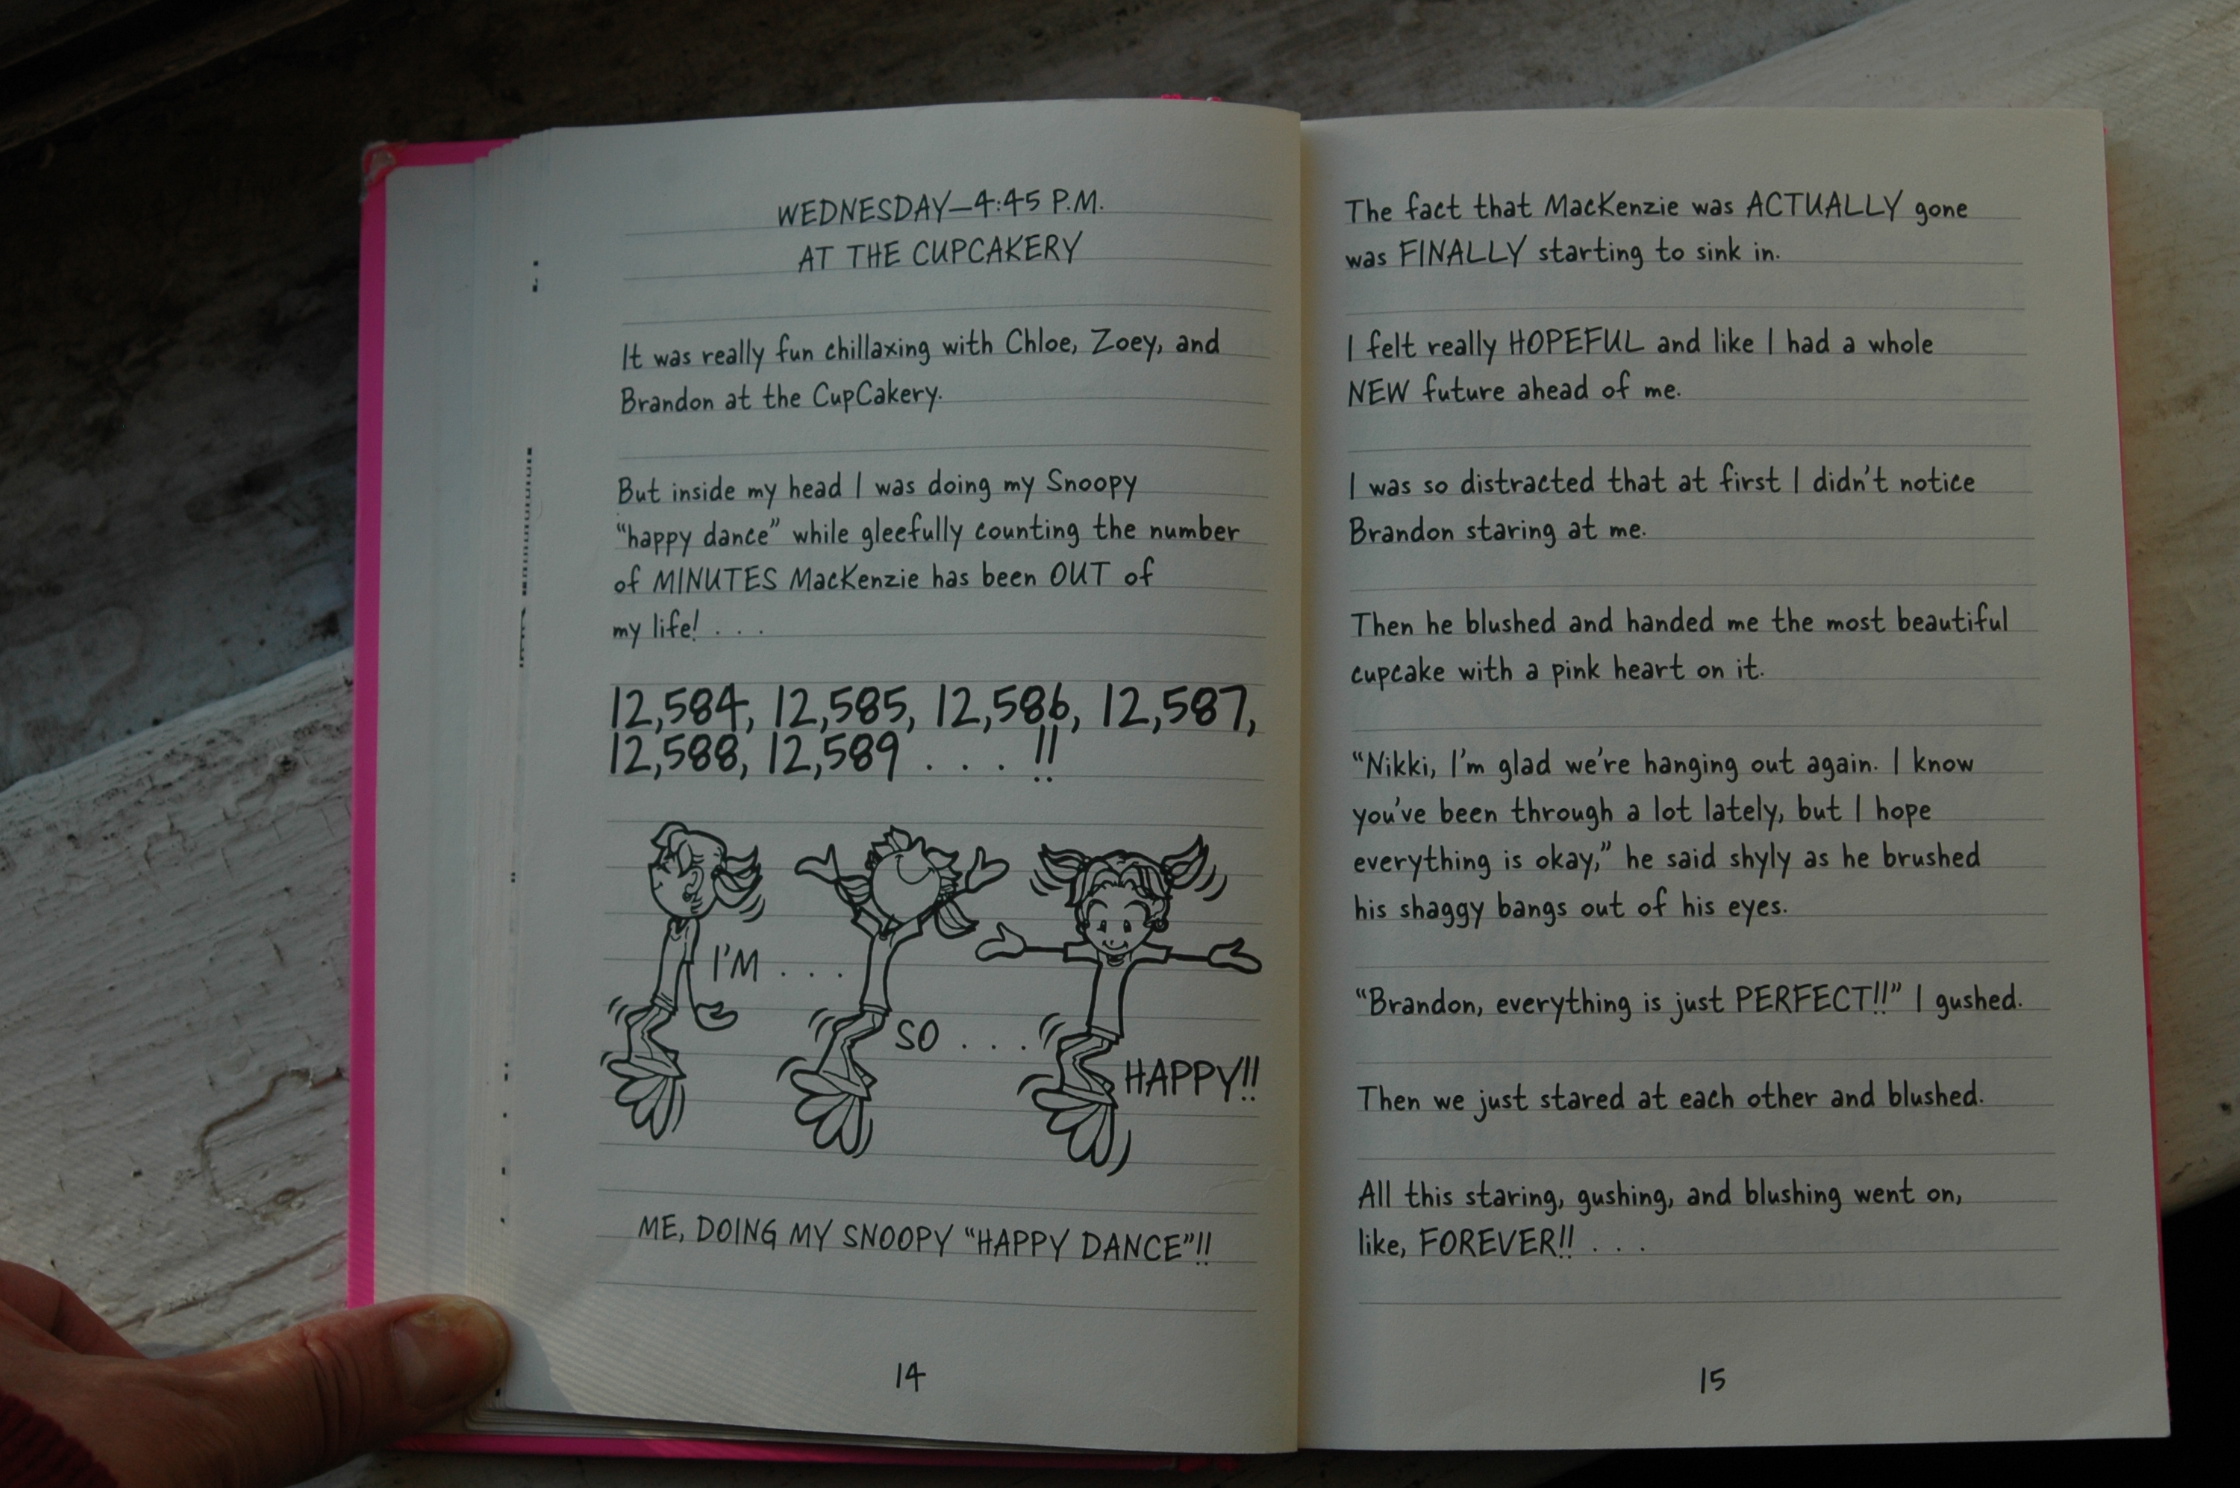 WEDNESDAY—4:45 P.M.
AT THE CUPCAKERY
It was really fun chillaxing with Chloe, Zoey, and
Brandon at the CupCakery.
But inside my head I was doing my Snoopy
“happy dance” while gleefully counting the number
of MINUTES MacKenzie has been OUT of
my life! . . .
12,584, 12,585, 12,586, 12,587,
12,588, 12,589 . . . !!
I'M . . .
SO . . .
HAPPY!!
ME, DOING MY SNOOPY “HAPPY DANCE”!!
14
The fact that MacKenzie was ACTUALLY gone
was FINALLY starting to sink in.
I felt really HOPEFUL and like I had a whole
NEW future ahead of me.
I was so distracted that at first I didn't notice
Brandon staring at me.
Then he blushed and handed me the most beautiful
cupcake with a pink heart on it.
“Nikki, I'm glad we're hanging out again. I know
you've been through a lot lately, but I hope
everything is okay,” he said shyly as he brushed
his shaggy bangs out of his eyes.
“Brandon, everything is just PERFECT!!” I gushed.
Then we just stared at each other and blushed.
All this staring, gushing, and blushing went on,
like, FOREVER!! . . .
15